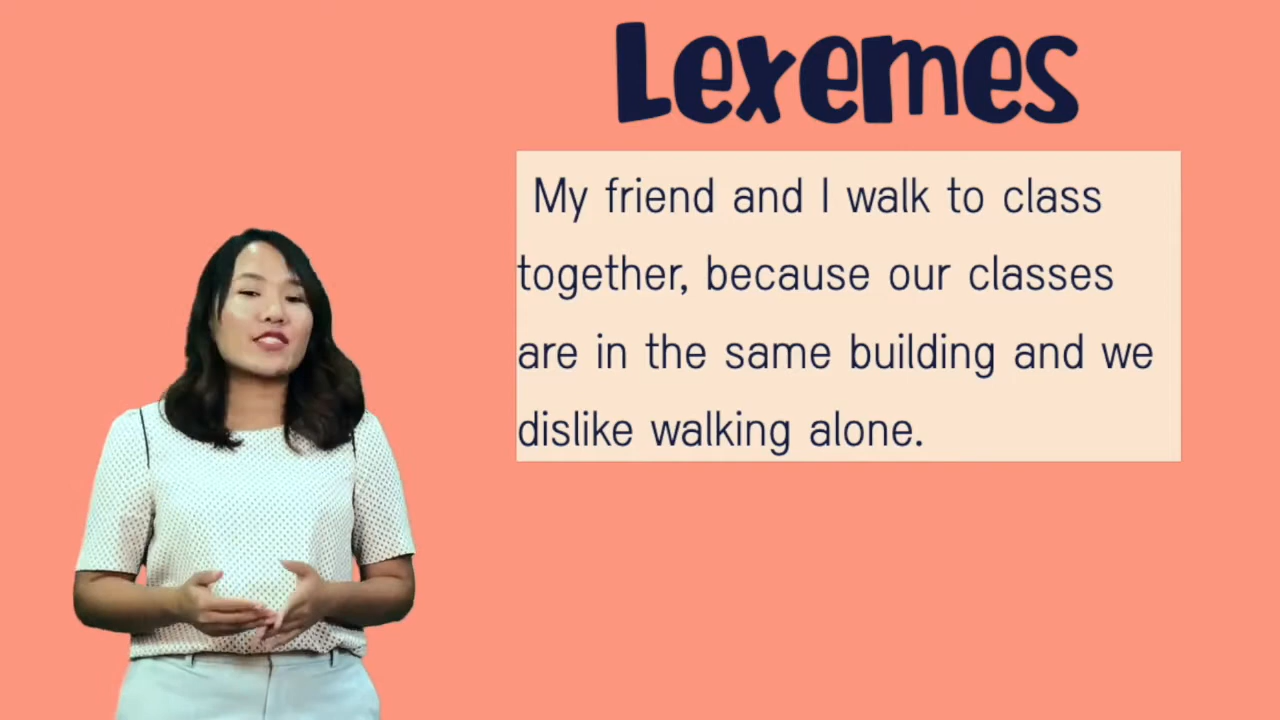 Lexemes
My friend and I walk to class
together, because our classes
are in the same building and we
dislike walking alone.